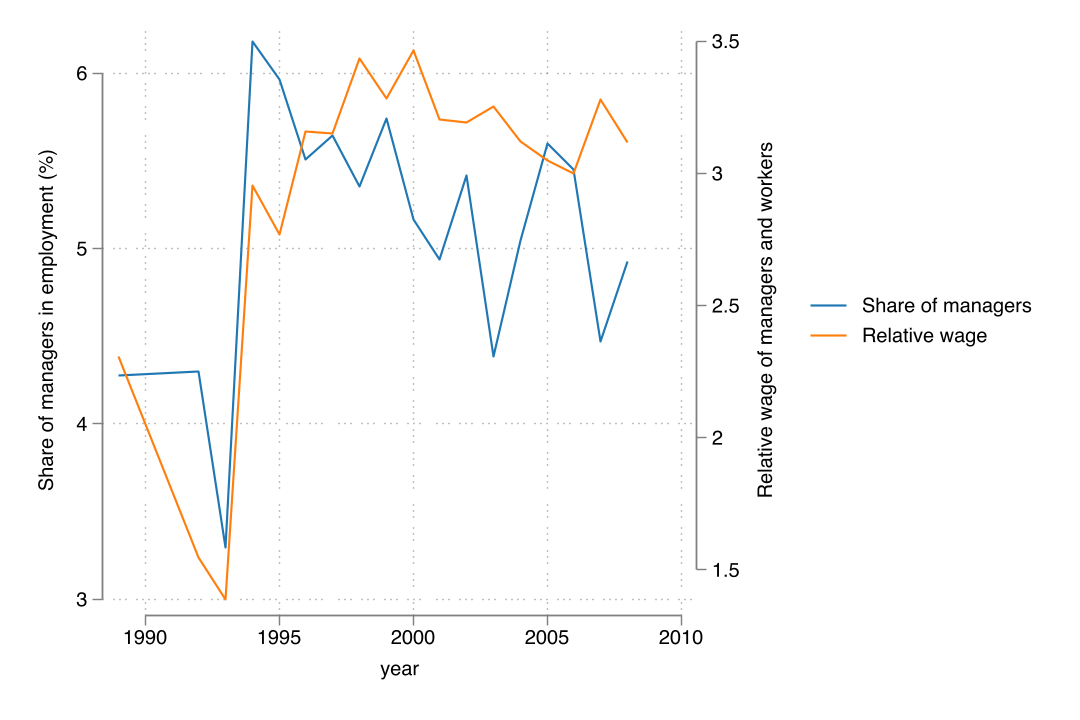 Share of managers in employment (%)
6
5
4
3
3.5
3
2.5
2
1.5
Relative wage of managers and workers
1990
1995
2000
2005
2010
year
Share of managers
Relative wage